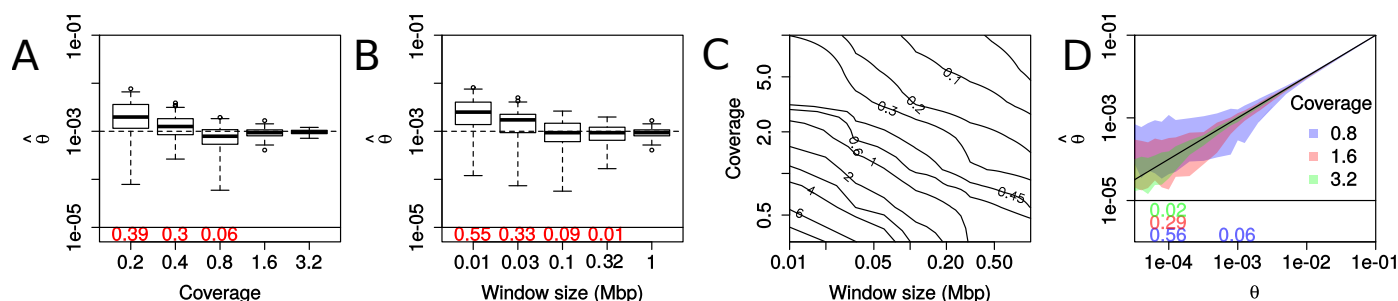 A
1e-01
1e-03
1e-05
θ̂
0.39 0.3 0.06
0.2 0.4 0.8 1.6 3.2
Coverage
B
1e-01
1e-03
1e-05
θ̂
0.55 0.33 0.09 0.01
0.01 0.03 0.1 0.32 1
Window size (Mbp)
C
5.0
2.0
0.5
Coverage
0.1
0.2
0.3
0.6
1
0.45
2
4
6
0.01 0.05 0.20 0.50
Window size (Mbp)
D
1e-01
1e-03
1e-05
θ̂
Coverage
0.8
1.6
3.2
0.02
0.29
0.56 0.06
1e-04 1e-03 1e-02 1e-01
θ